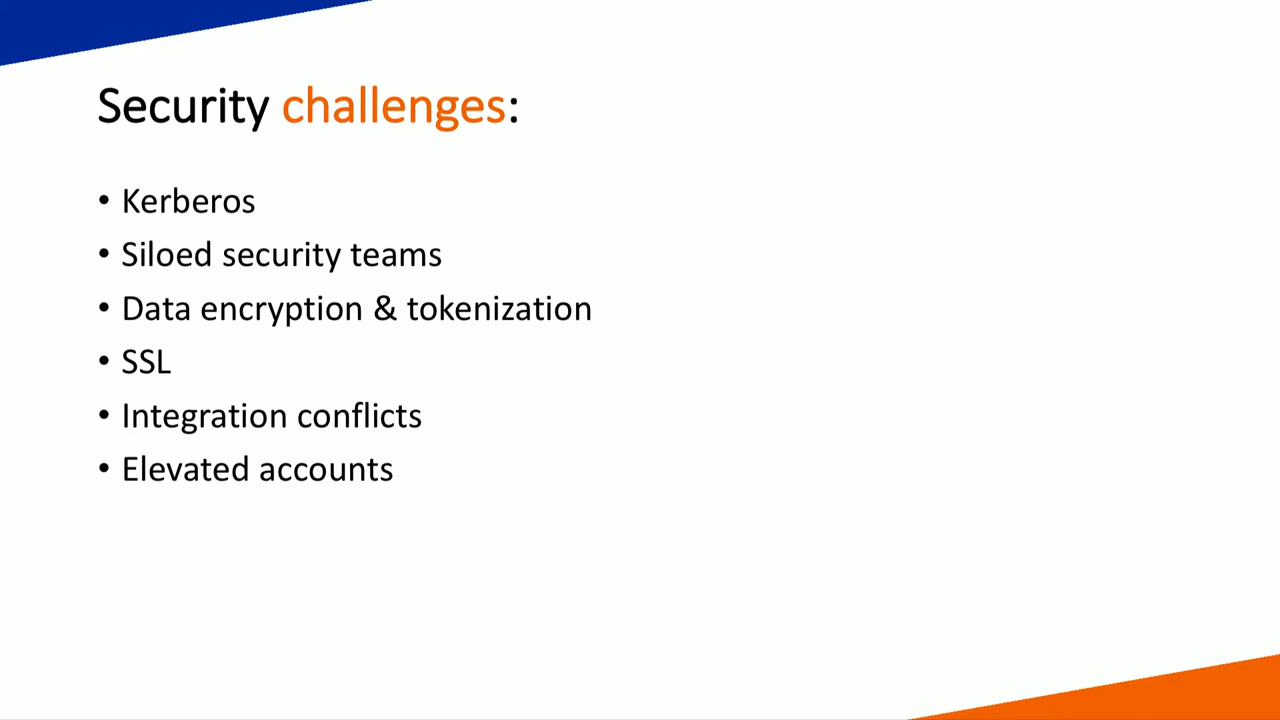 Security challenges:
• Kerberos
• Siloed security teams
• Data encryption & tokenization
• SSL
• Integration conflicts
• Elevated accounts